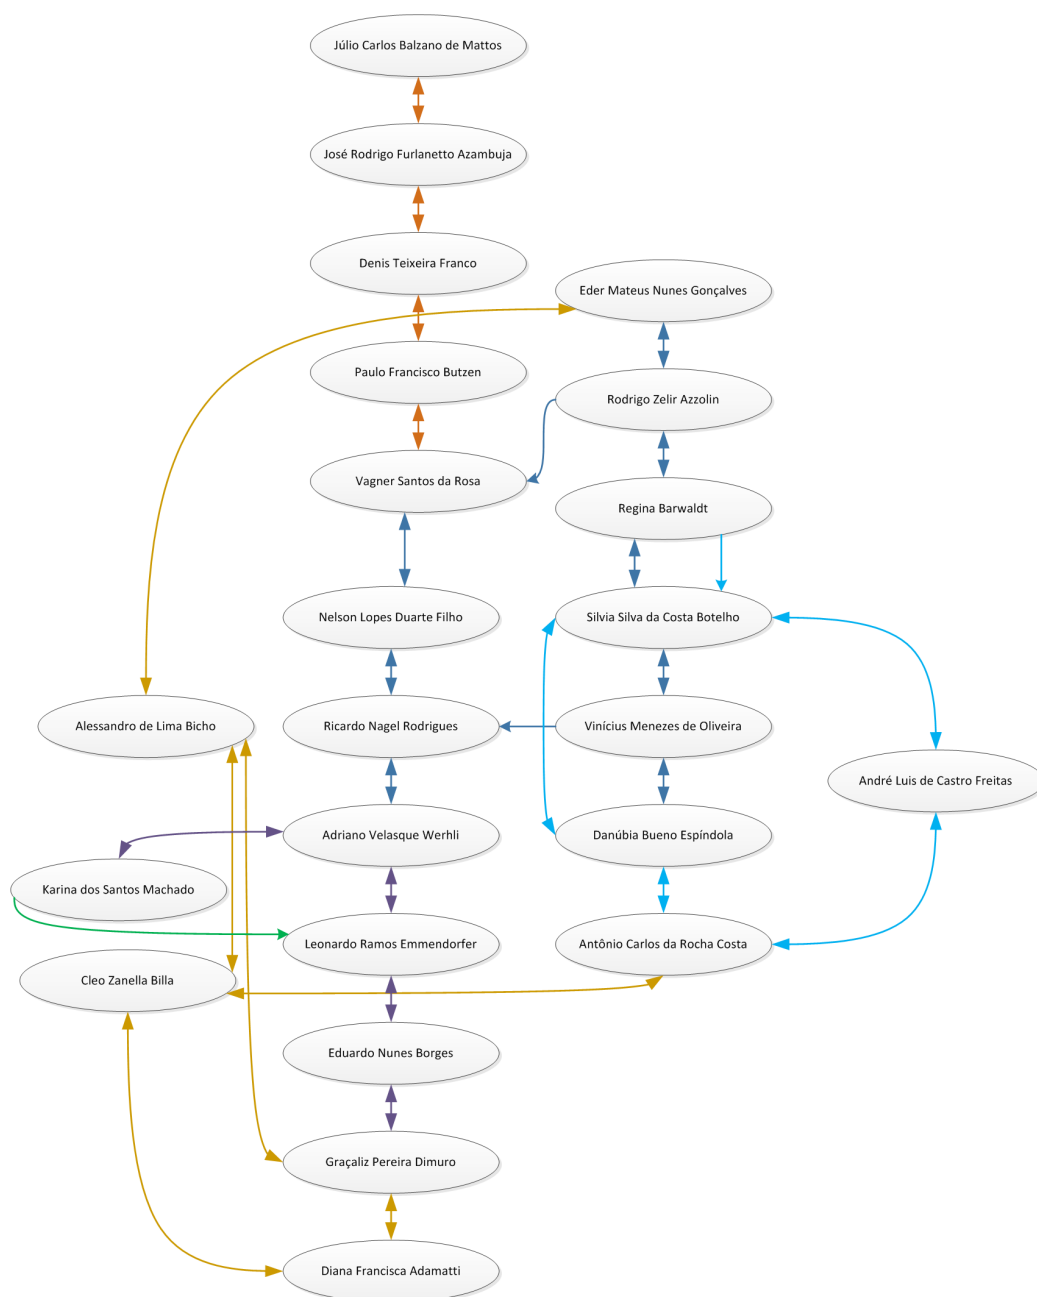 Júlio Carlos Balzano de Mattos
José Rodrigo Furlanetto Azambuja
Denis Teixeira Franco
Eder Mateus Nunes Gonçalves
Paulo Francisco Butzen
Rodrigo Zelir Azzolin
Vagner Santos da Rosa
Regina Barwaldt
Nelson Lopes Duarte Filho
Silvia Silva da Costa Botelho
Alessandro de Lima Bicho
Ricardo Nagel Rodrigues
Vinícius Menezes de Oliveira
André Luis de Castro Freitas
Adriano Velasque Werhli
Danúbia Bueno Espíndola
Karina dos Santos Machado
Leonardo Ramos Emmendorfer
Antônio Carlos da Rocha Costa
Cleo Zanella Billa
Eduardo Nunes Borges
Graçaliz Pereira Dimuro
Diana Francisca Adamatti